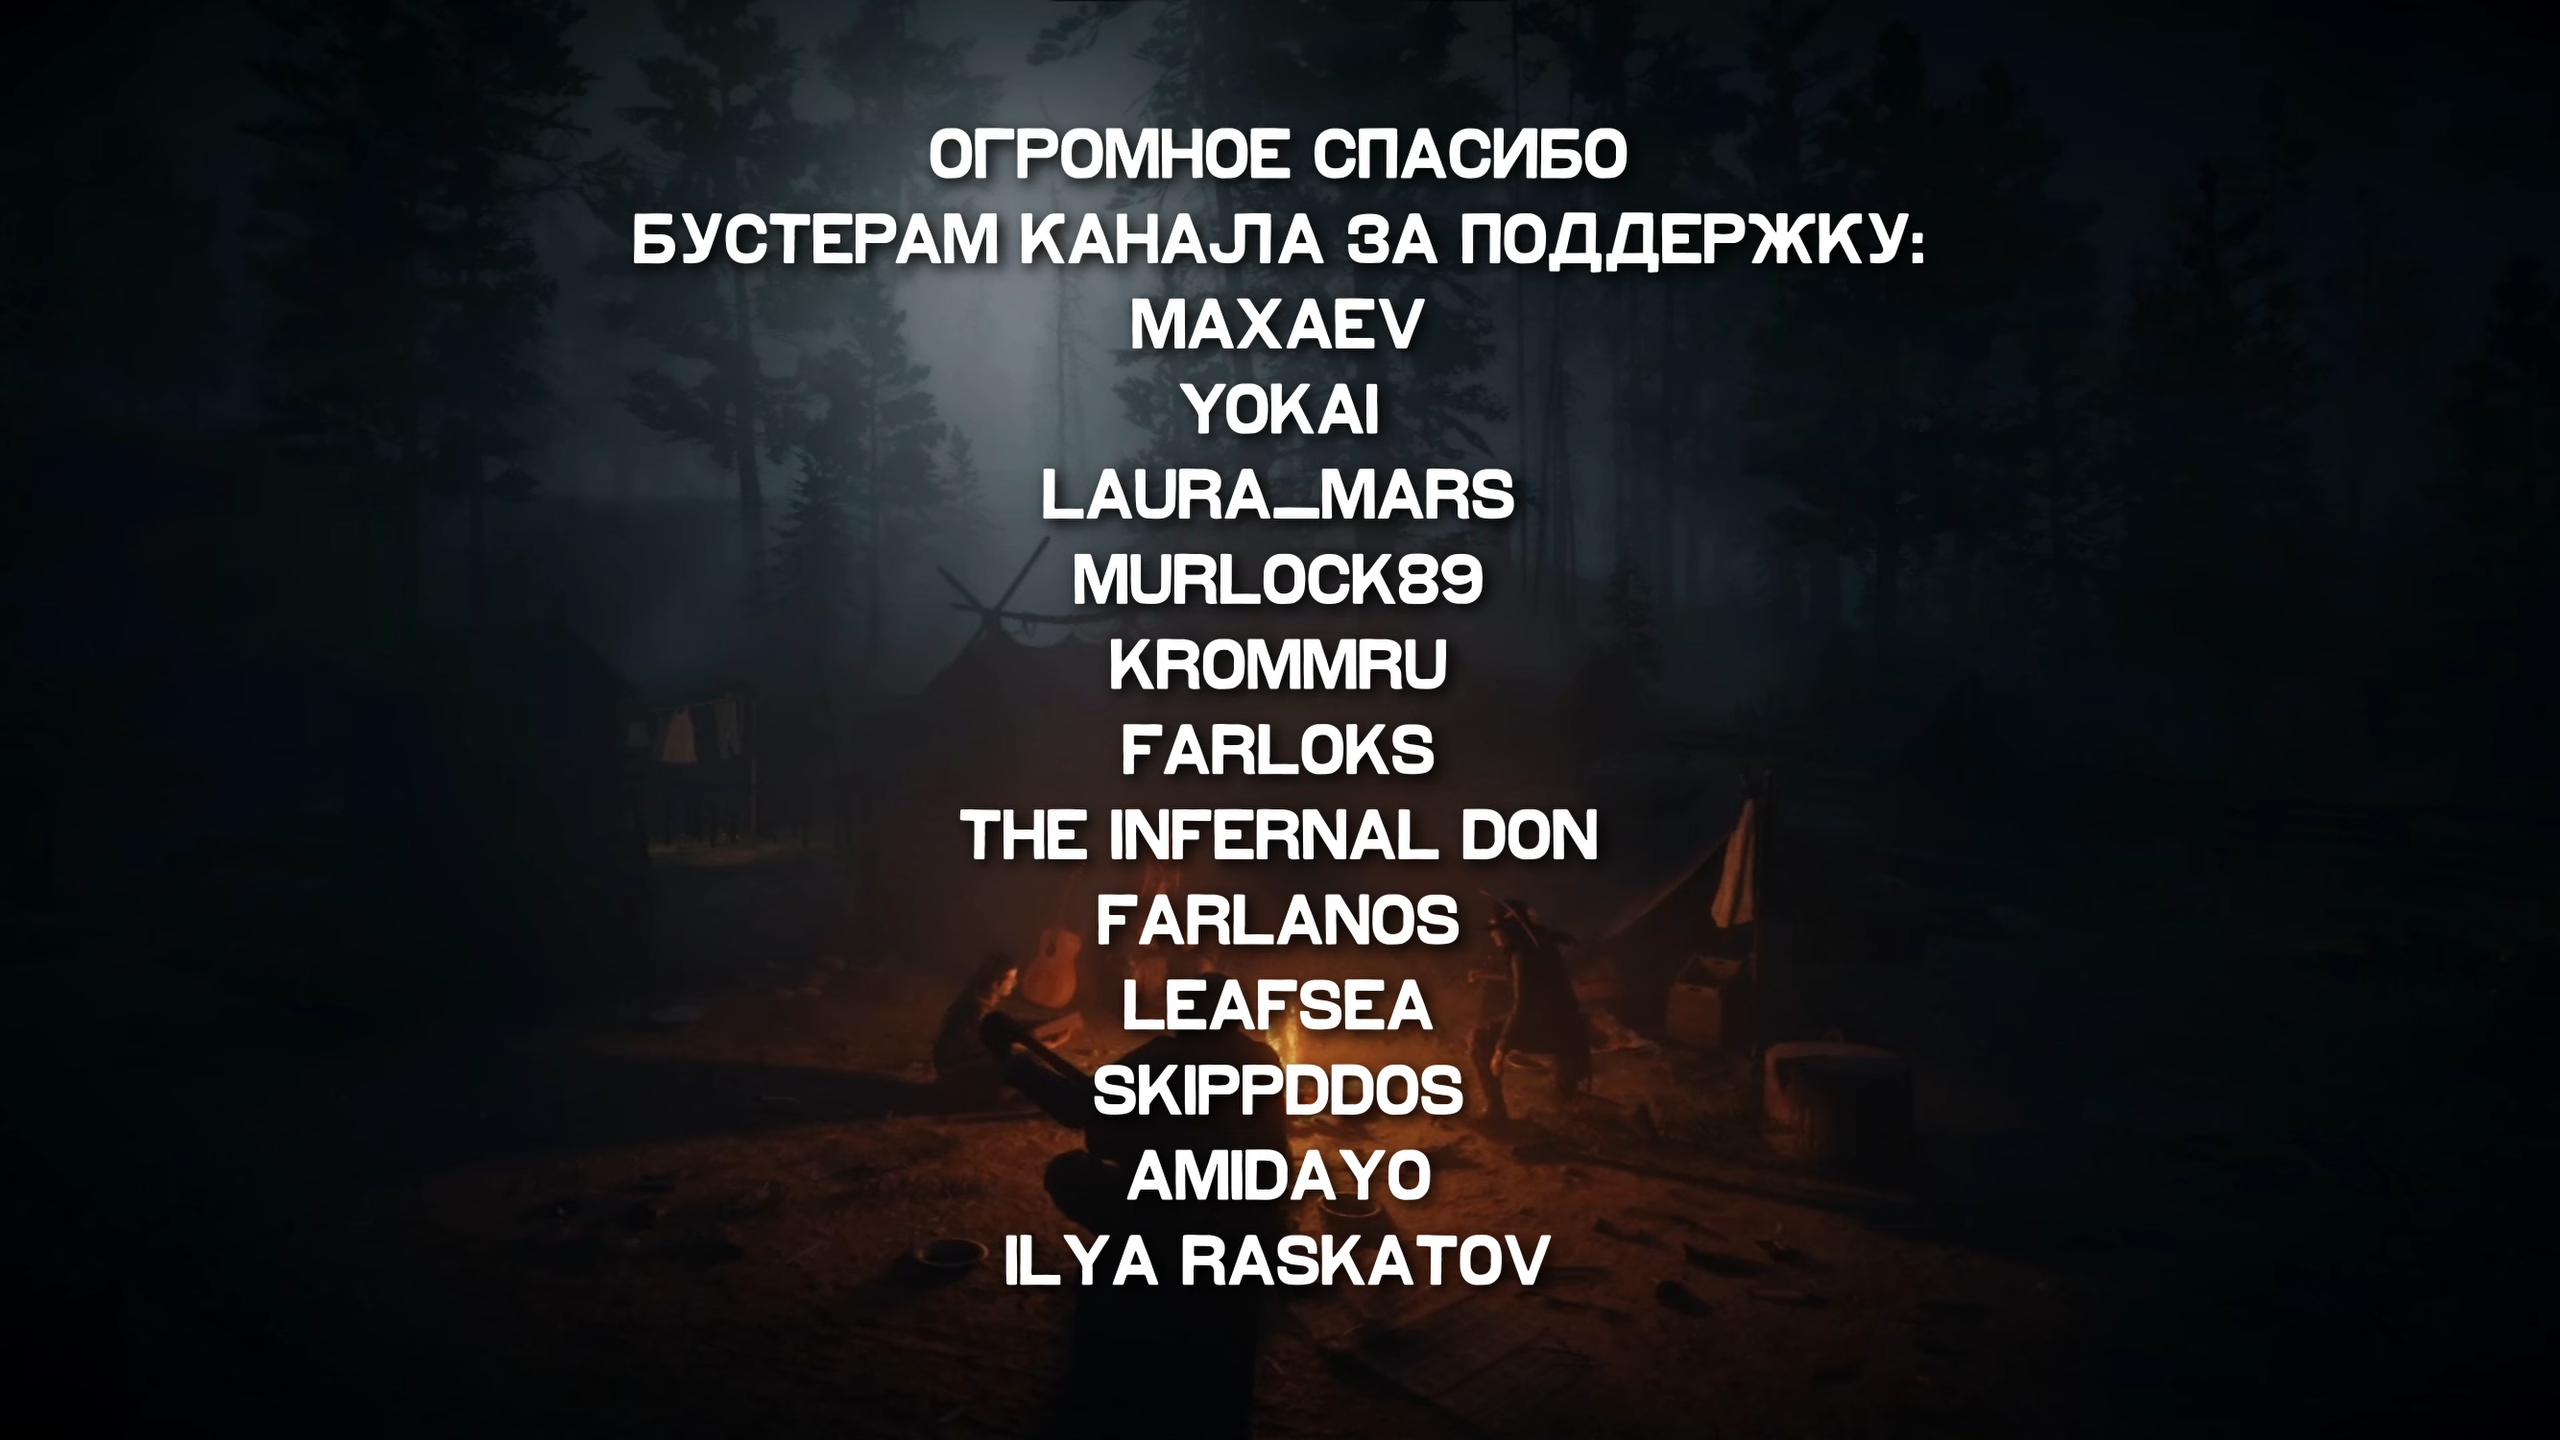 ОГРОМНОЕ СПАСИБО
БУСТЕРАМ КАНАЛА ЗА ПОДДЕРЖКУ:
MAXAEV
YOKAI
LAURA_MARS
MURLOCK89
KROMMRU
FARLOKS
THE INFERNAL DON
FARLANOS
LEAFSEA
SKIPPDDOS
AMIDAYO
ILYA RASKATOV